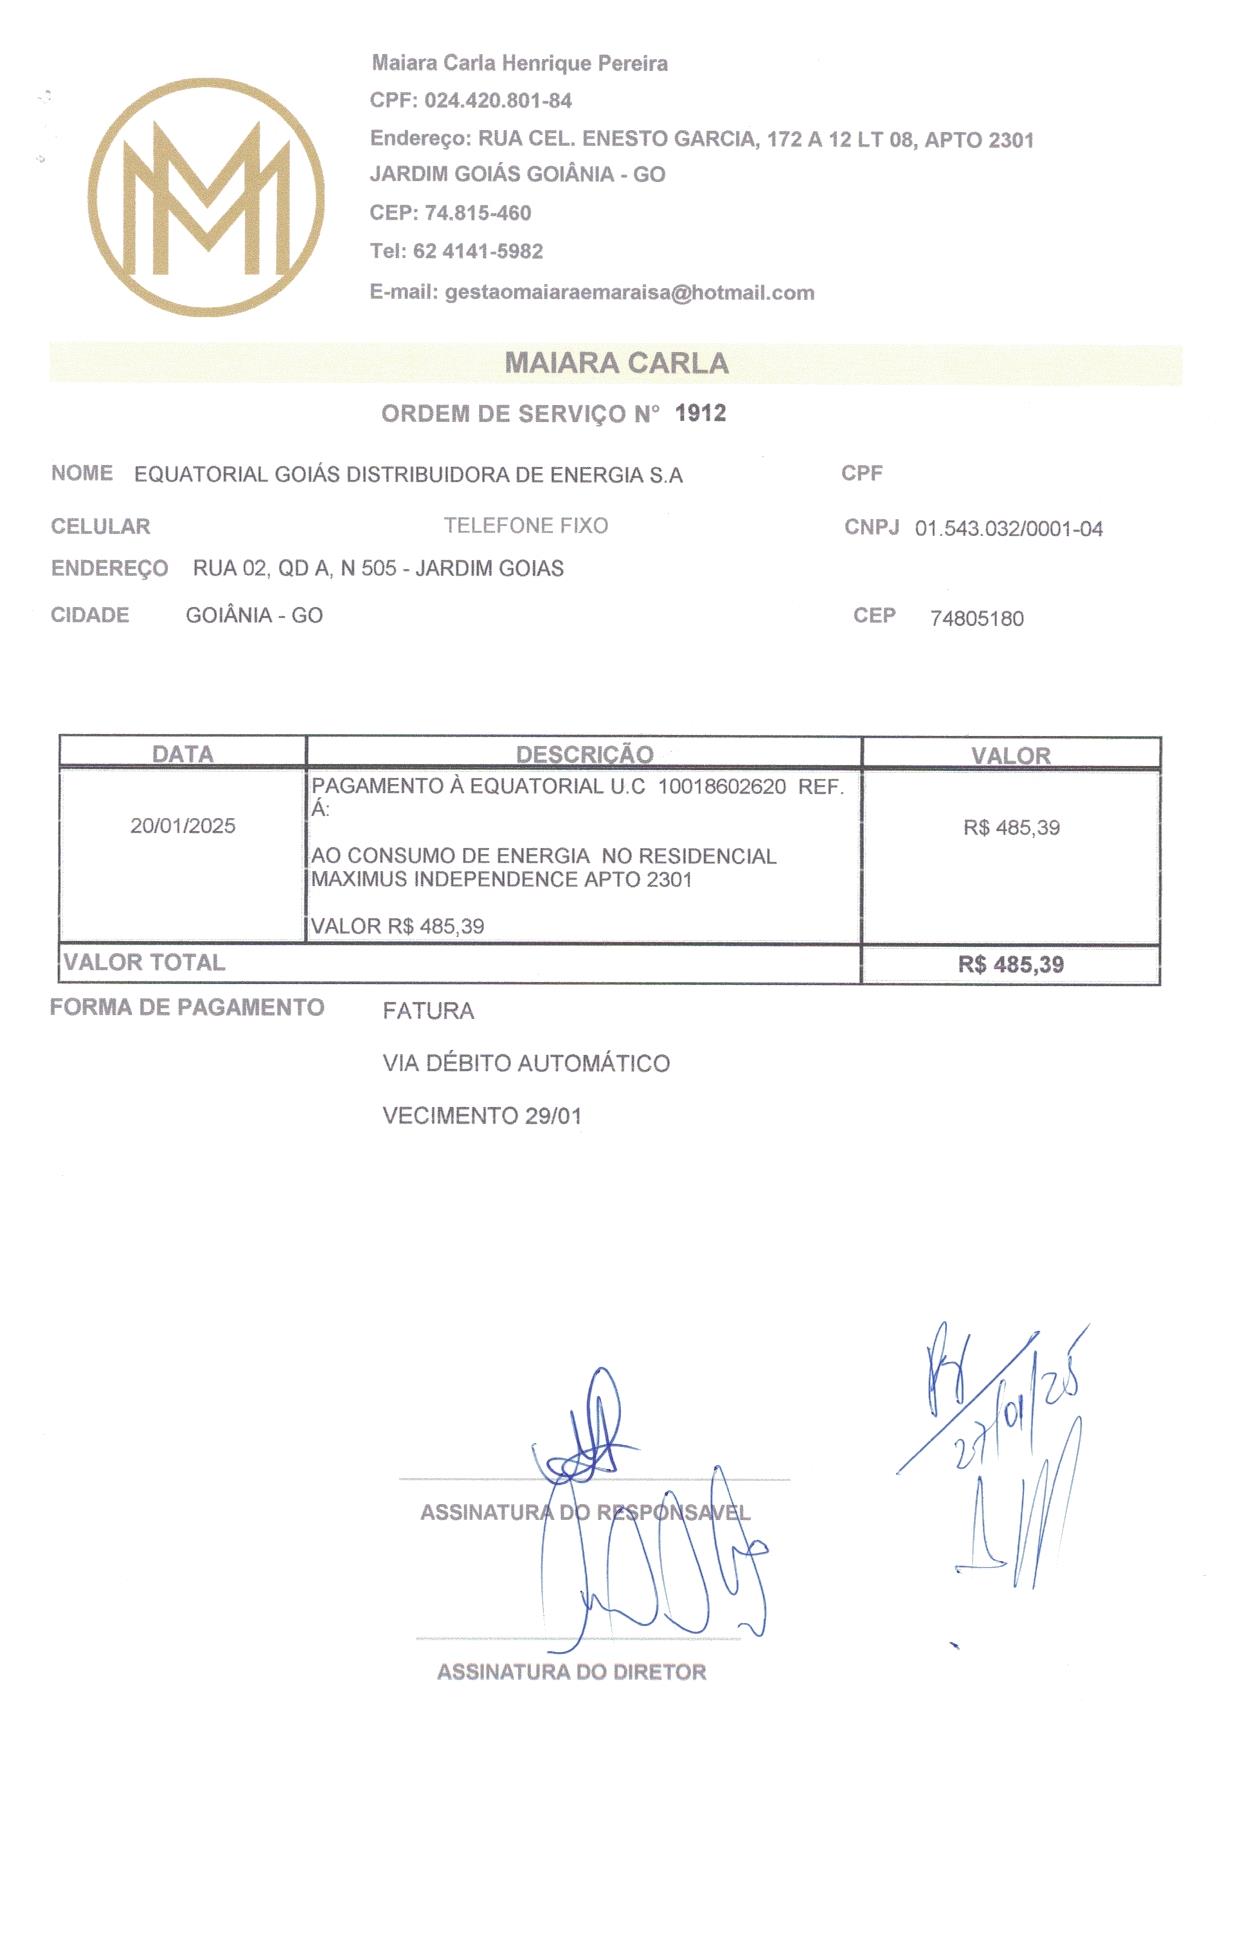 Maiara Carla Henrique Pereira
CPF: 024.420.801-84
Endereço: RUA CEL. ENESTO GARCIA, 172 A 12 LT 08, APTO 2301
JARDIM GOIÁS GOIÂNIA - GO
CEP: 74.815-460
Tel: 62 4141-5982
E-mail: gestaomaiaraemaraisa@hotmail.com
MM
MAIARA CARLA
ORDEM DE SERVIÇO N° 1912
NOME EQUATORIAL GOIÁS DISTRIBUIDORA DE ENERGIA S.A CPF
CELULAR TELEFONE FIXO CNPJ 01.543.032/0001-04
ENDEREÇO RUA 02, QD A, N 505 - JARDIM GOIAS
CIDADE GOIÂNIA - GO CEP 74805180
DATA DESCRIÇÃO VALOR
PAGAMENTO À EQUATORIAL U.C 10018602620 REF.
Á:
20/01/2025 R$ 485,39
AO CONSUMO DE ENERGIA NO RESIDENCIAL
MAXIMUS INDEPENDENCE APTO 2301
VALOR R$ 485,39
VALOR TOTAL R$ 485,39
FORMA DE PAGAMENTO FATURA
VIA DÉBITO AUTOMÁTICO
VECIMENTO 29/01
27/01/25
ASSINATURA DO RESPONSAVEL
ASSINATURA DO DIRETOR